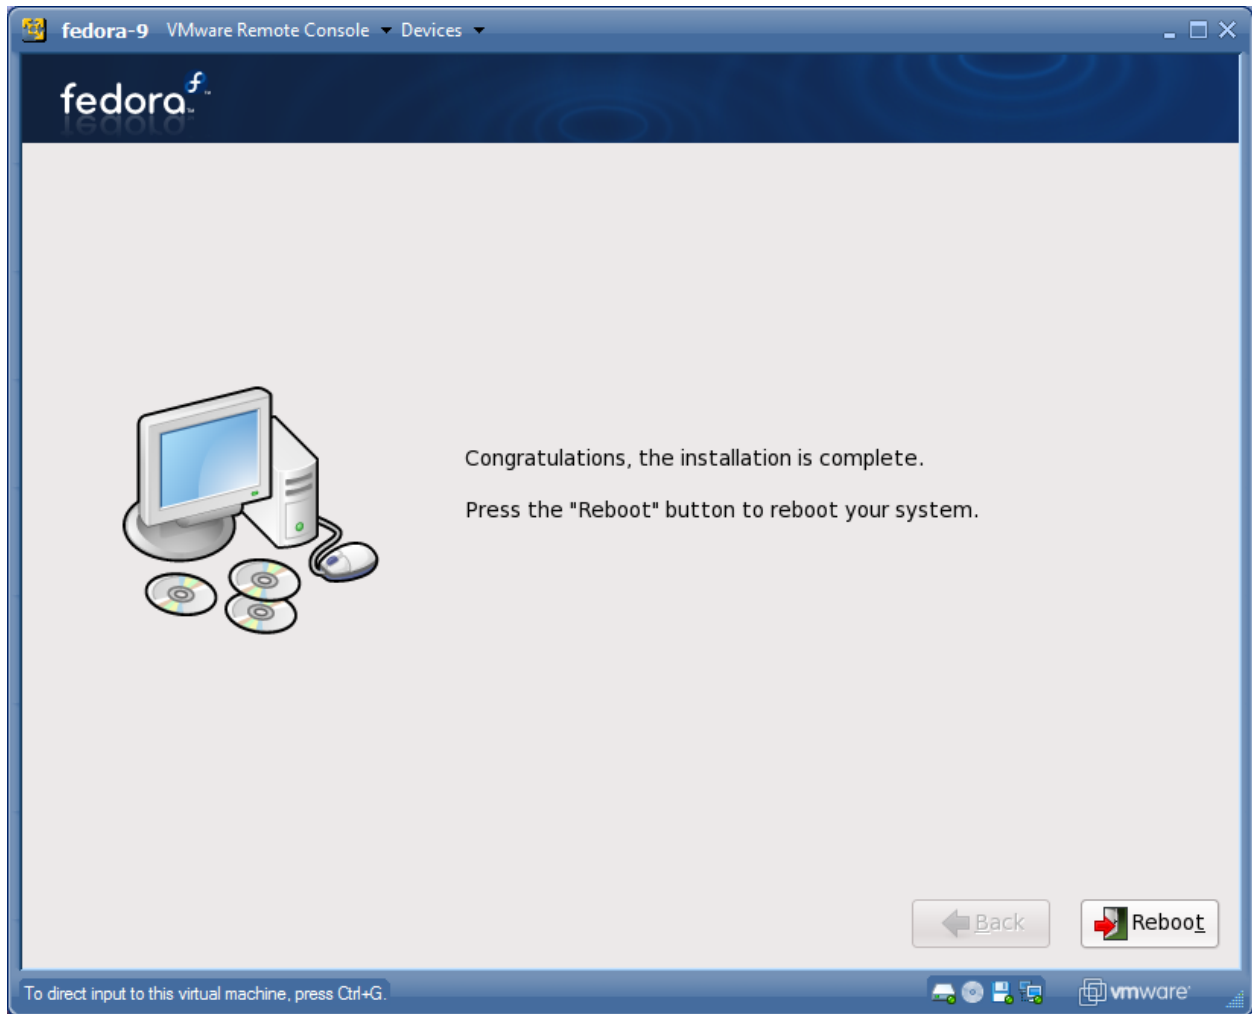 fedora-9 VMware Remote Console Devices
fedora™
Congratulations, the installation is complete.
Press the "Reboot" button to reboot your system.
Back Reboot
To direct input to this virtual machine, press Ctrl+G.
vmware